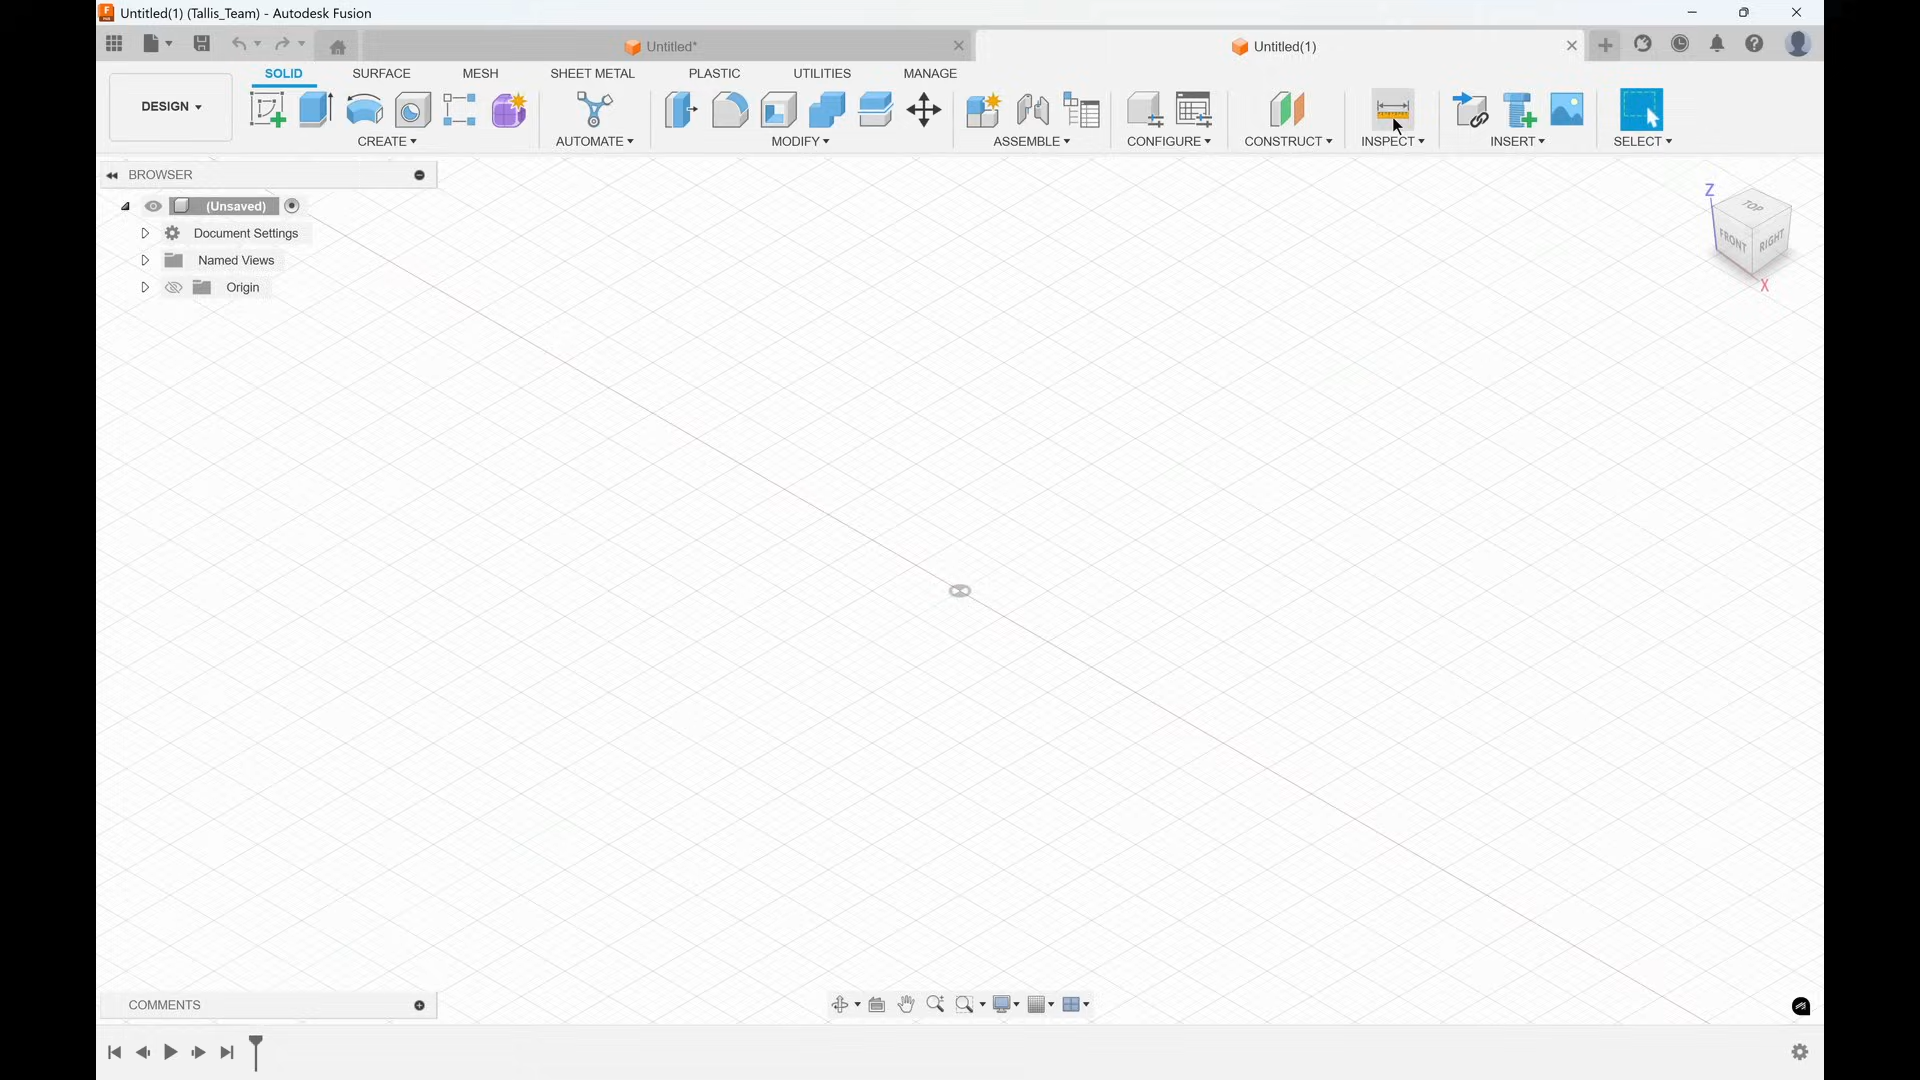 Untitled(1) (Tallis_Team) - Autodesk Fusion
Untitled*
Untitled(1)
SOLID
SURFACE
MESH
SHEET METAL
PLASTIC
UTILITIES
MANAGE
DESIGN
CREATE
AUTOMATE
MODIFY
ASSEMBLE
CONFIGURE
CONSTRUCT
INSPECT
INSERT
SELECT
BROWSER
(Unsaved)
Document Settings
Named Views
Origin
Z
TOP
FRONT
RIGHT
X
COMMENTS